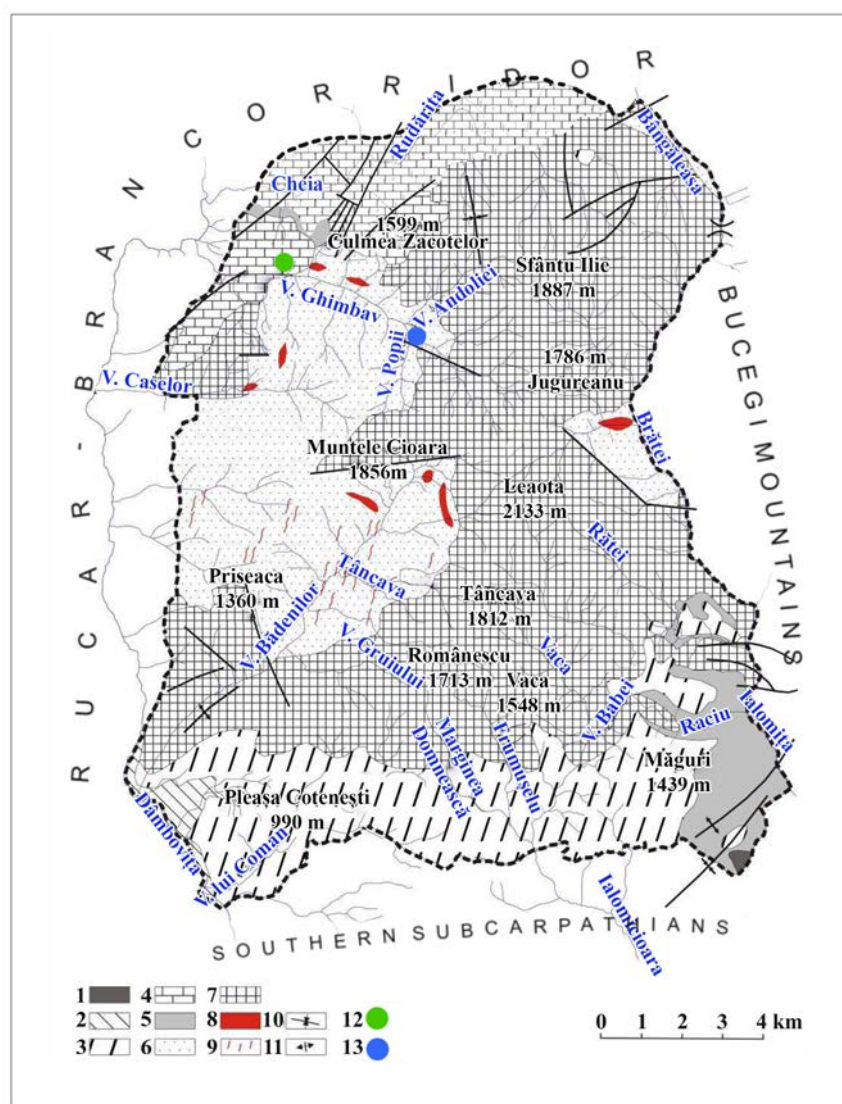 RUCAR-BRAN CORRIDOR
Rudărița
Bângăleasa
Cheia
1599 m
Culmea Zacotelor
Sfântu Ilie
1887 m
V. Andoliei
V. Ghimbav
BUCEGI MOUNTAINS
V. Popii
1786 m
Jugureanu
V. Caselor
Brătei
Muntele Cioara
1856m
Leaota
2133 m
Rătei
Priseaca
1360 m
Tâncava
Tâncava
1812 m
V. Bădenilor
V. Gruiului
Românescu
1713 m
Vaca
Vaca
1548 m
V. Babei
Raciu
Ialomița
Marginea
Domnească
Frumușelu
Măguri
1439 m
Pleașa Cotenești
990 m
Dâmbovița
V. lui Coman
Ialomicioara
SOUTHERN SUBCARPATHIANS
1 4 7
2 5 8 10 12
3 6 9 11 13
0 1 2 3 4 km